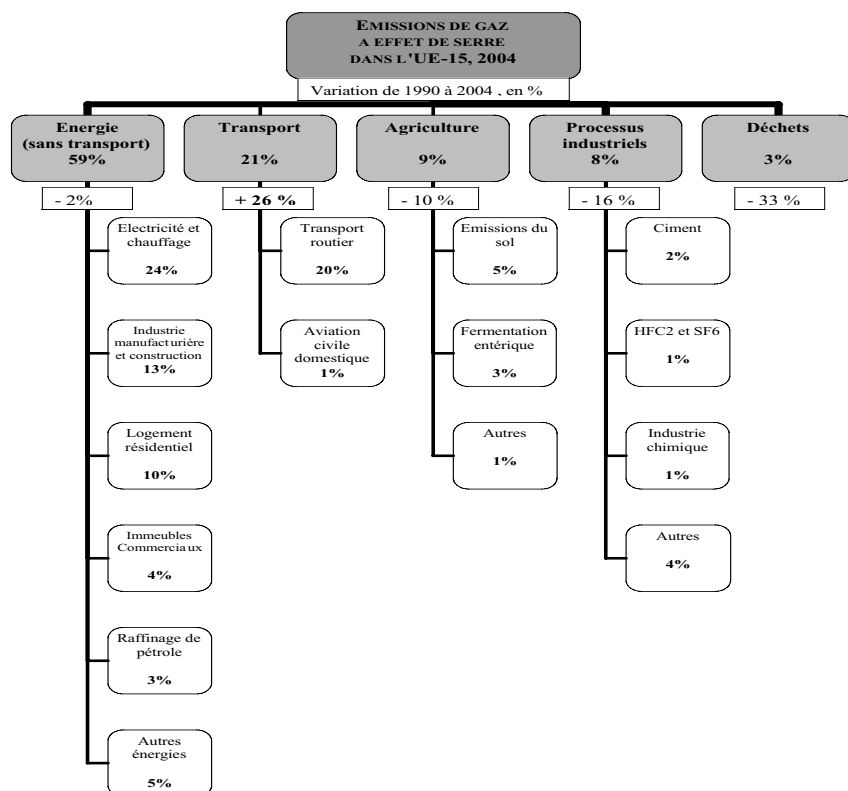 EMISSIONS DE GAZ
A EFFET DE SERRE
DANS L'UE-15, 2004
Variation de 1990 à 2004 , en %
Energie
(sans transport)
59%
Transport
21%
Agriculture
9%
Processus
industriels
8%
Déchets
3%
- 2%
+ 26 %
- 10 %
- 16 %
- 33 %
Electricité et
chauffage
24%
Industrie
manufacturière
et construction
13%
Logement
résidentiel
10%
Immeubles
Commerciaux
4%
Raffinage de
pétrole
3%
Autres
énergies
5%
Transport
routier
20%
Aviation
civile
domestique
1%
Emissions du
sol
5%
Fermentation
entérique
3%
Autres
1%
Ciment
2%
HFC2 et SF6
1%
Industrie
chimique
1%
Autres
4%